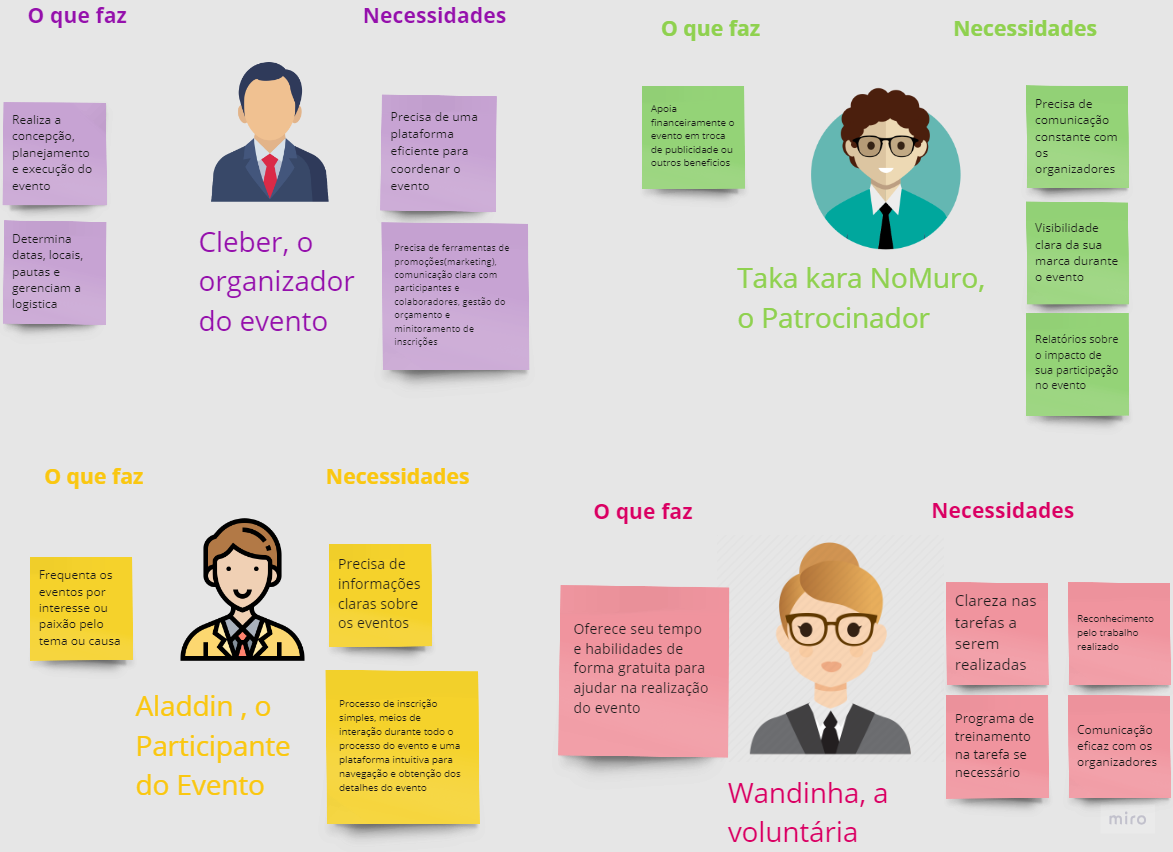 O que faz
Necessidades
Realiza a
concepção,
planejamento
e execução do
evento
Determina
datas, locais,
pautas e
gerenciam a
logística
Precisa de uma
plataforma
eficiente para
coordenar o
evento
Precisa de ferramentas de
promoções(marketing),
comunicação clara com
participantes e
colaboradores, gestão do
orçamento e
minitoramento de
inscrições
Cleber, o
organizador
do evento
O que faz
Necessidades
Apoia
financeiramente o
evento em troca
de publicidade ou
outros beneficios
Precisa de
comunicação
constante com
os
organizadores
Visibilidade
clara da sua
marca durante
o evento
Relatórios sobre
o impacto de
sua participação
no evento
Taka kara NoMuro,
o Patrocinador
O que faz
Necessidades
Frequenta os
eventos por
interesse ou
paixão pelo
tema ou causa
Precisa de
informações
claras sobre
os eventos
Processo de inscrição
simples, meios de
interação durante todo o
processo do evento e uma
plataforma intuitiva para
navegação e obtenção dos
detalhes do evento
Aladdin , o
Participante
do Evento
O que faz
Necessidades
Oferece seu tempo
e habilidades de
forma gratuita para
ajudar na realização
do evento
Clareza nas
tarefas a
serem
realizadas
Reconhecimento
pelo trabalho
realizado
Programa de
treinamento
na tarefa se
necessário
Comunicação
eficaz com os
organizadores
Wandinha, a
voluntária
miro